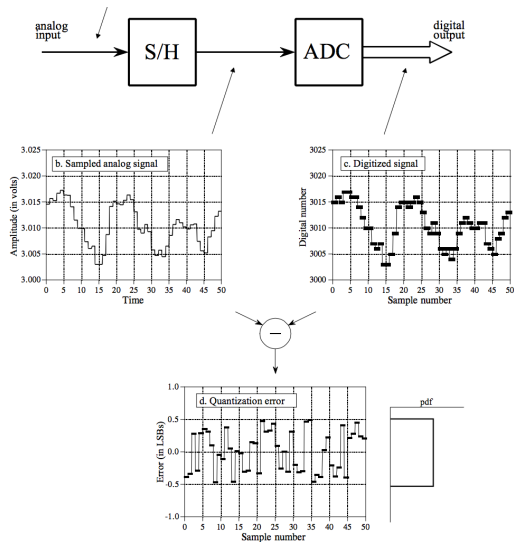 analog
input
S/H
ADC
digital
output
b. Sampled analog signal
Amplitude (in volts)
3.025
3.020
3.015
3.010
3.005
3.000
0 5 10 15 20 25 30 35 40 45 50
Time
c. Digitized signal
Digital number
3025
3020
3015
3010
3005
3000
0 5 10 15 20 25 30 35 40 45 50
Sample number
−
d. Quantization error
Error (in LSBs)
1.0
0.5
0.0
-0.5
-1.0
0 5 10 15 20 25 30 35 40 45 50
Sample number
pdf